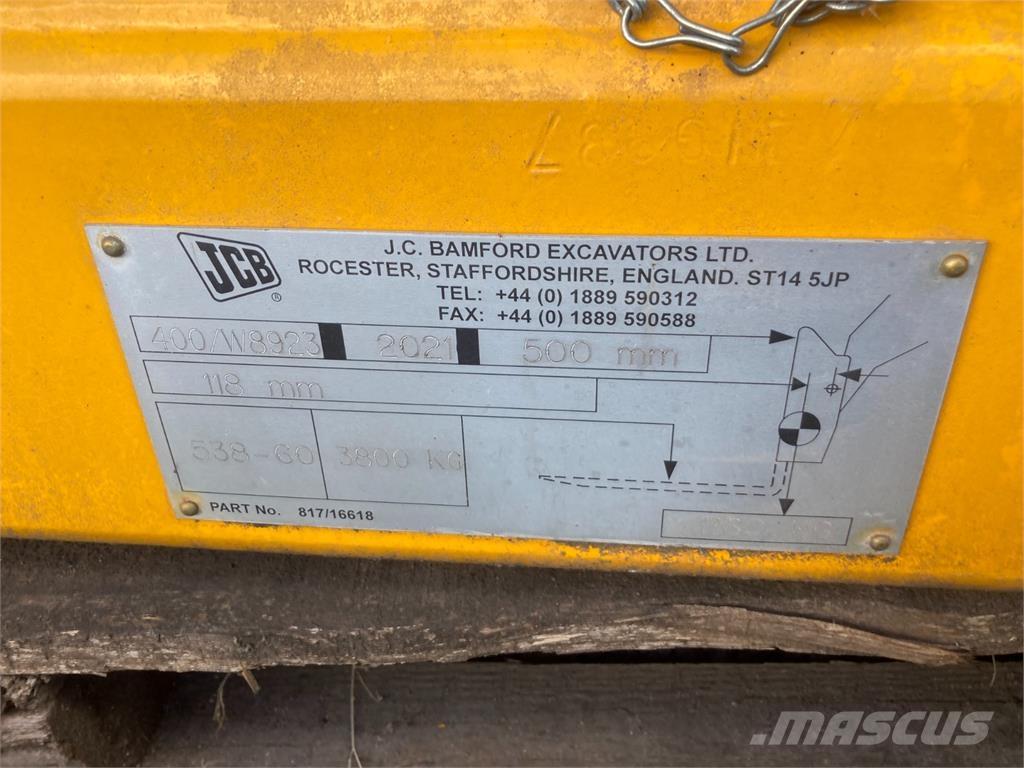 JCB ®
J.C. BAMFORD EXCAVATORS LTD.
ROCESTER, STAFFORDSHIRE, ENGLAND. ST14 5JP
TEL: +44 (0) 1889 590312
FAX: +44 (0) 1889 590588
400/W8923 2021 500 mm
118 mm
538-60 3800 KG
PART No. 817/16618
MASCUS